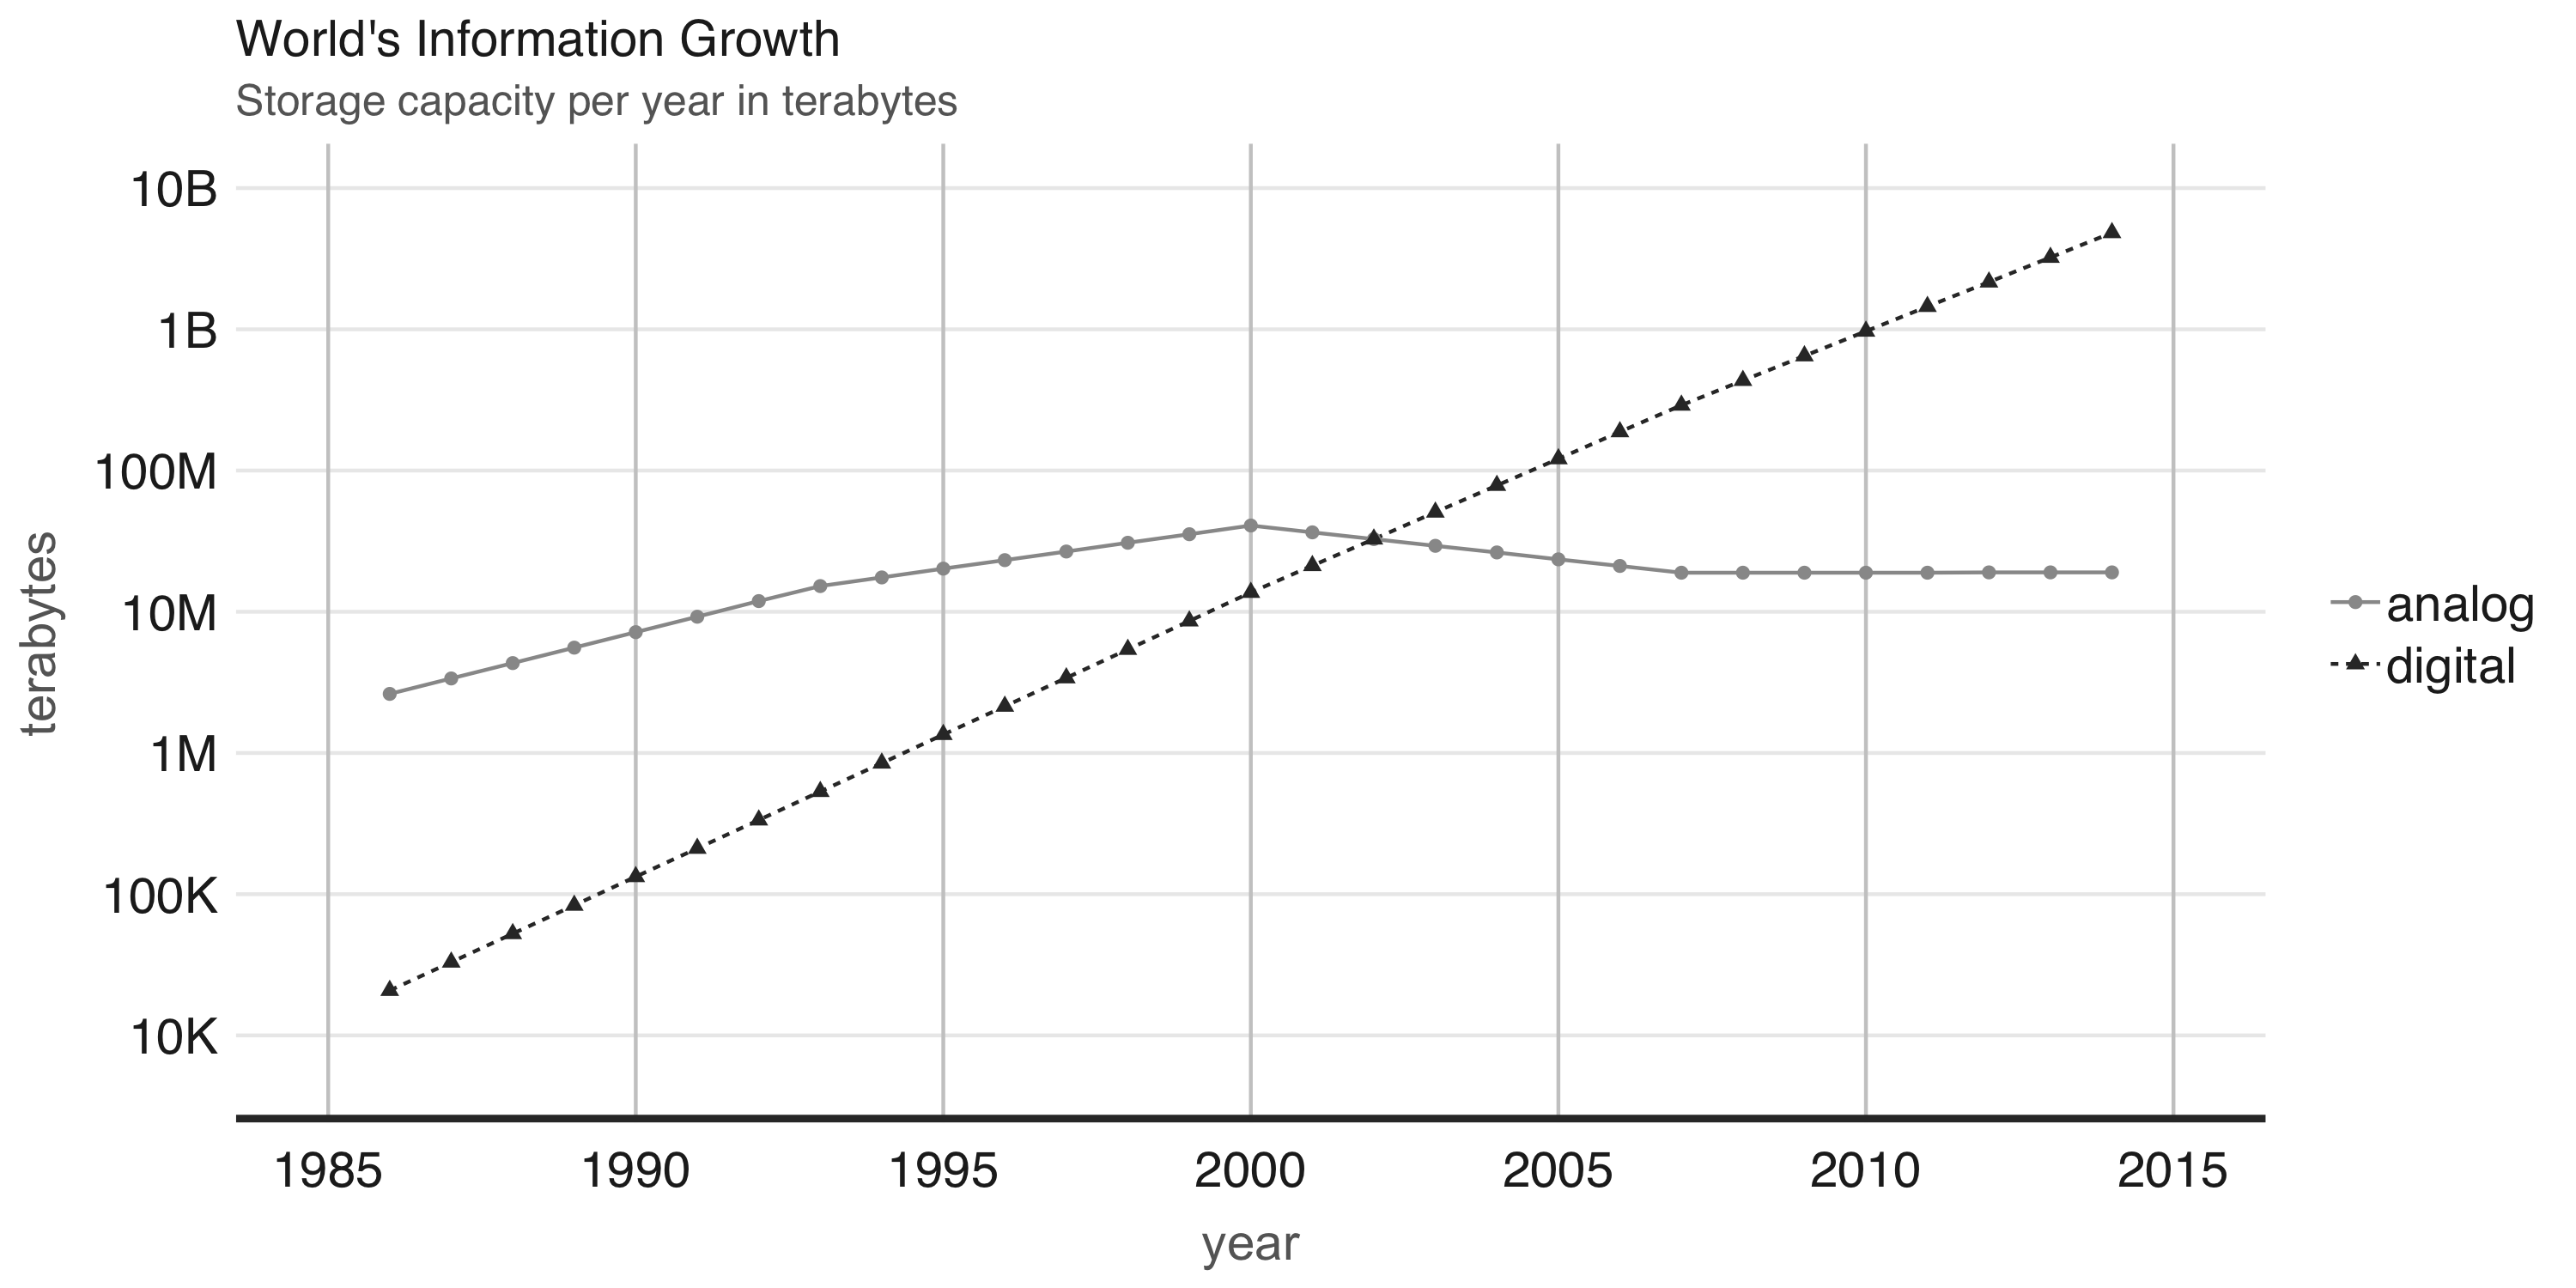 World's Information Growth
Storage capacity per year in terabytes
10B
1B
100M
10M
1M
100K
10K
terabytes
1985 1990 1995 2000 2005 2010 2015
year
analog
digital